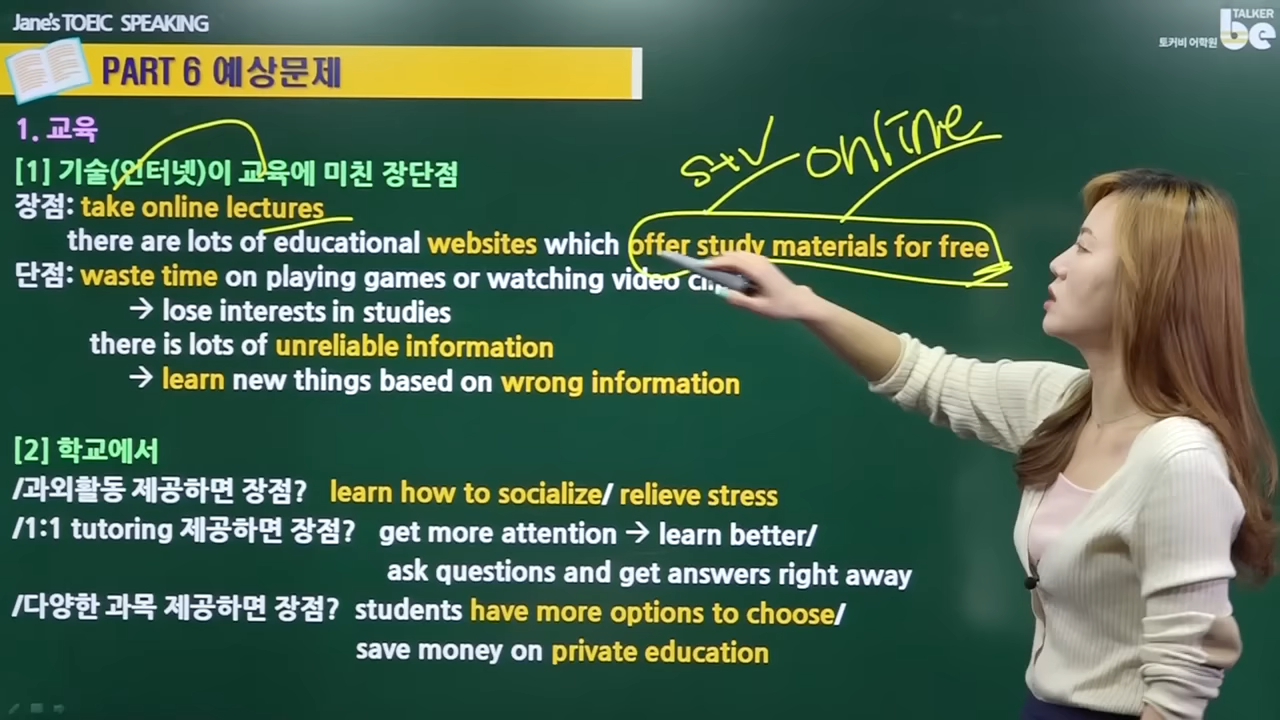 Jane's TOEIC SPEAKING
TALKER
be
토커비 어학원
PART 6 예상문제
1. 교육
[1] 기술(인터넷)이 교육에 미친 장단점
s+v online
장점: take online lectures
there are lots of educational websites which offer study materials for free
단점: waste time on playing games or watching video
→ lose interests in studies
there is lots of unreliable information
→ learn new things based on wrong information
[2] 학교에서
/과외활동 제공하면 장점? learn how to socialize/ relieve stress
/1:1 tutoring 제공하면 장점? get more attention → learn better/
ask questions and get answers right away
/다양한 과목 제공하면 장점? students have more options to choose/
save money on private education